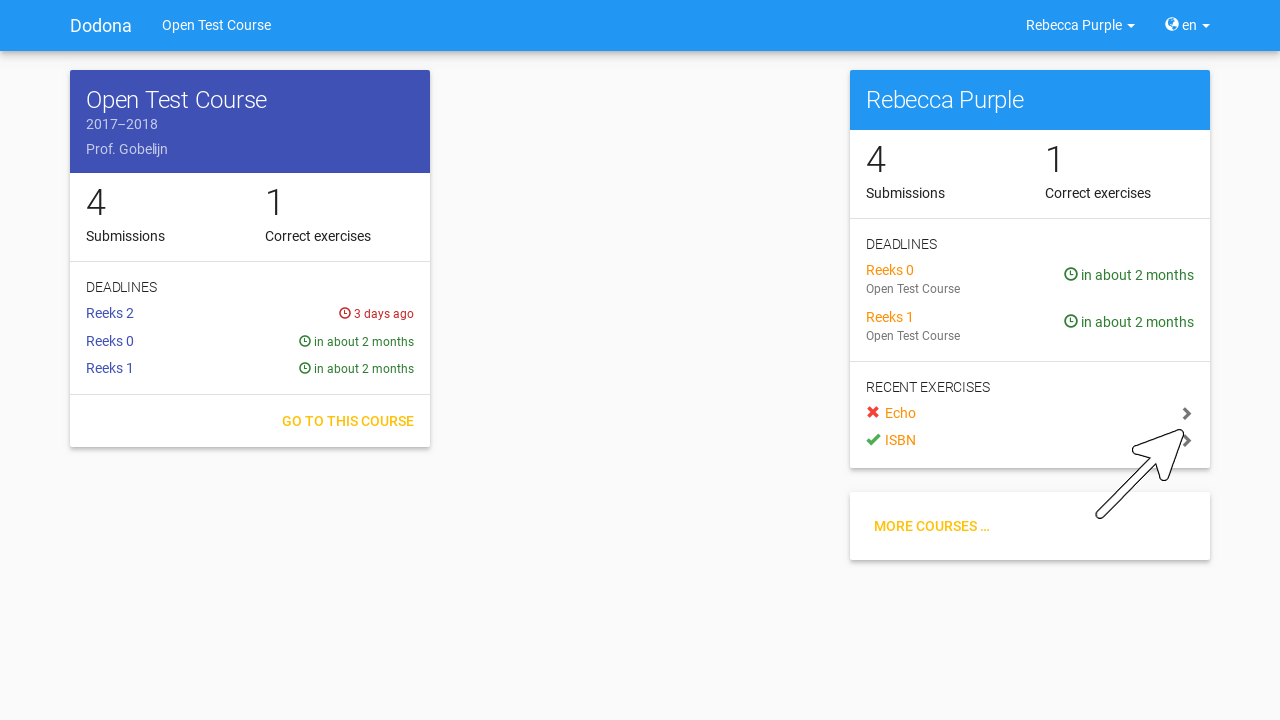 Dodona Open Test Course Rebecca Purple en
Open Test Course
2017–2018
Prof. Gobelijn
4 1
Submissions Correct exercises
DEADLINES
Reeks 2 3 days ago
Reeks 0 in about 2 months
Reeks 1 in about 2 months
GO TO THIS COURSE
Rebecca Purple
4 1
Submissions Correct exercises
DEADLINES
Reeks 0 in about 2 months
Open Test Course
Reeks 1 in about 2 months
Open Test Course
RECENT EXERCISES
Echo
ISBN
MORE COURSES ...